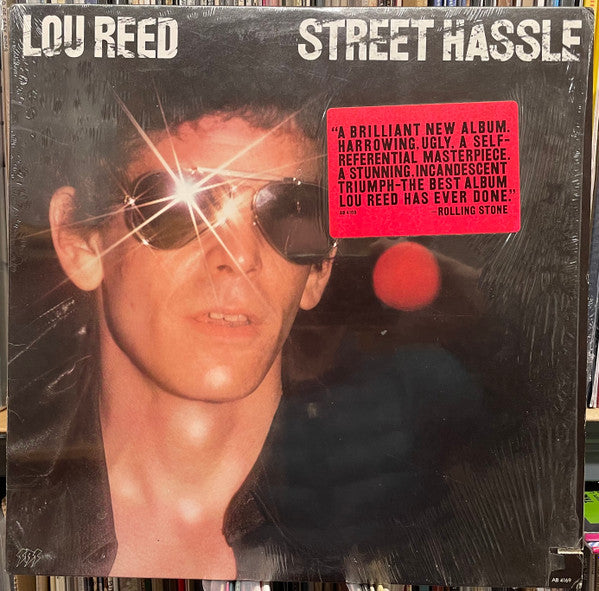 LOU REED STREET HASSLE
"A BRILLIANT NEW ALBUM.
HARROWING, UGLY, A SELF-
REFERENTIAL MASTERPIECE.
A STUNNING, INCANDESCENT
TRIUMPH-THE BEST ALBUM
LOU REED HAS EVER DONE."
-ROLLING STONE
AB 4169